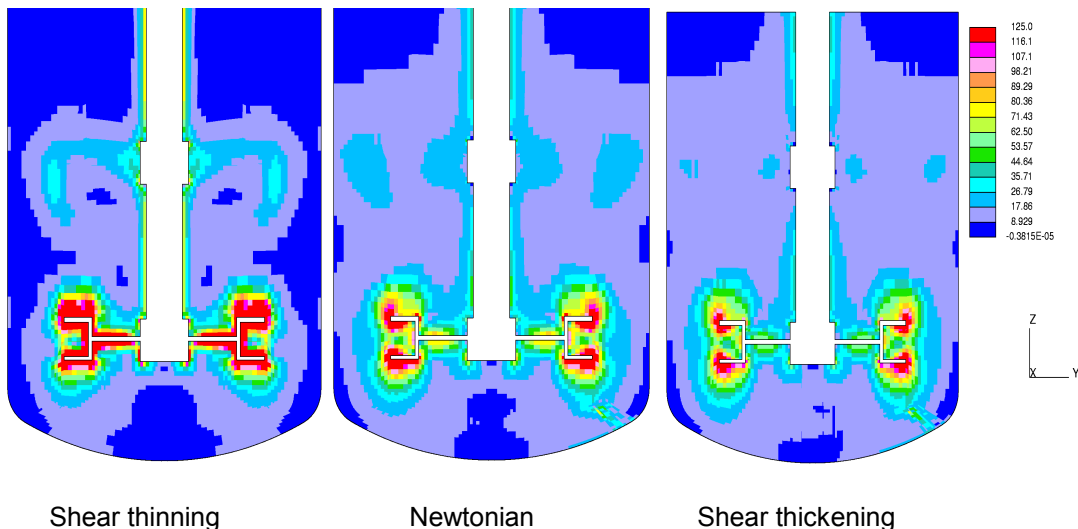 125.0
116.1
107.1
98.21
89.29
80.36
71.43
62.50
53.57
44.64
35.71
26.79
17.86
8.929
-0.3815E-05
Z
X
Y
Shear thinning
Newtonian
Shear thickening